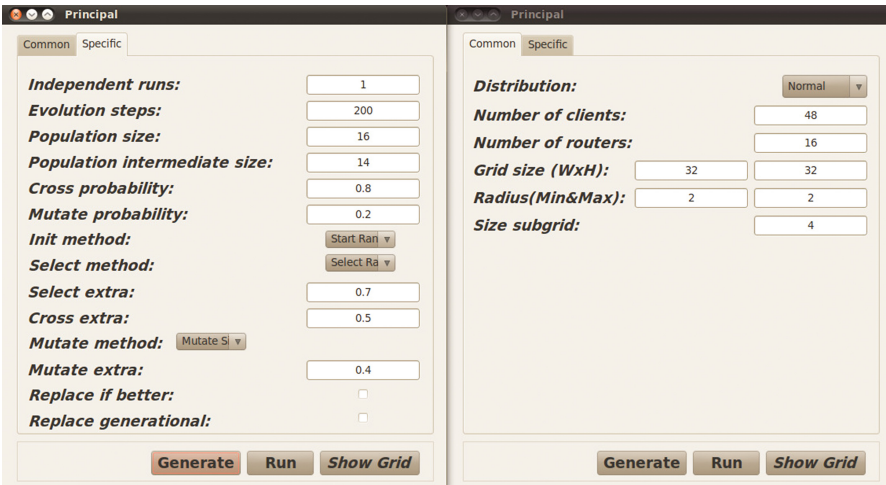 Principal
Common Specific
Independent runs: 1
Evolution steps: 200
Population size: 16
Population intermediate size: 14
Cross probability: 0.8
Mutate probability: 0.2
Init method: Start Ran
Select method: Select Ra
Select extra: 0.7
Cross extra: 0.5
Mutate method: Mutate S
Mutate extra: 0.4
Replace if better:
Replace generational:
Generate Run Show Grid
Principal
Common Specific
Distribution: Normal
Number of clients: 48
Number of routers: 16
Grid size (WxH): 32 32
Radius(Min&Max): 2 2
Size subgrid: 4
Generate Run Show Grid